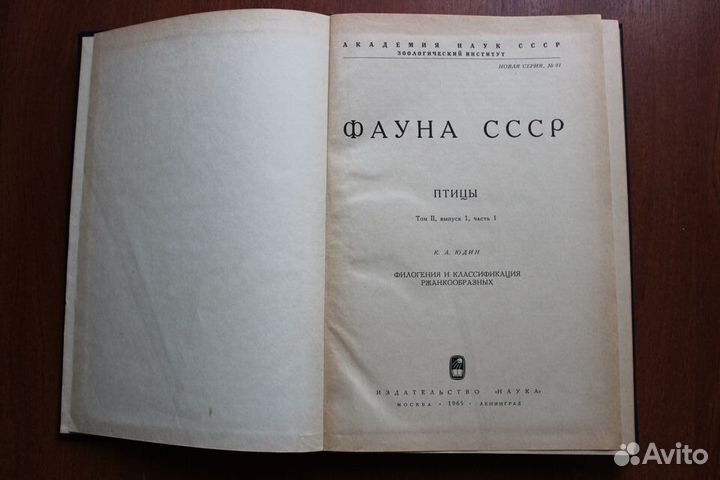 АКАДЕМИЯ НАУК СССР
ЗООЛОГИЧЕСКИЙ ИНСТИТУТ
НОВАЯ СЕРИЯ, № 91
ФАУНА СССР
ПТИЦЫ
Том II, выпуск 1, часть 1
К. А. ЮДИН
ФИЛОГЕНИЯ И КЛАССИФИКАЦИЯ
РЖАНКООБРАЗНЫХ
ИЗДАТЕЛЬСТВО «НАУКА»
МОСКВА • 1965 • ЛЕНИНГРАД
Avito